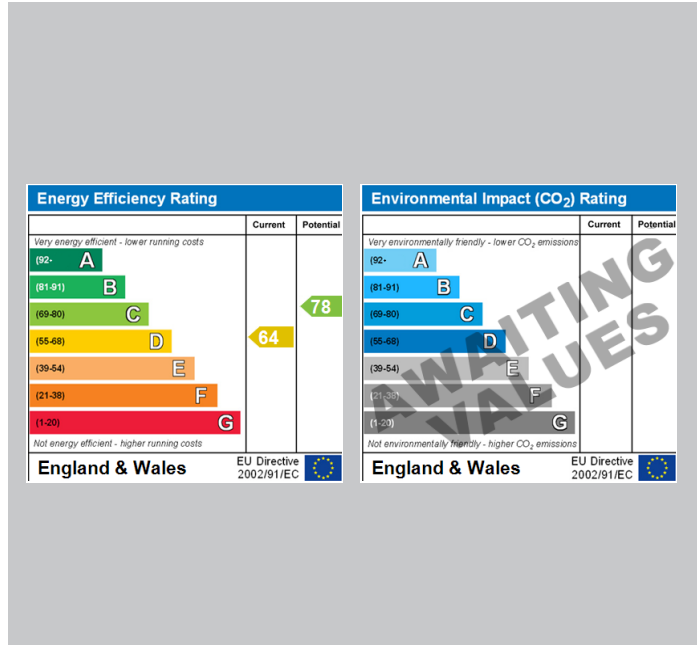 Energy Efficiency Rating
Current Potential
Very energy efficient - lower running costs
(92- A
(81-91) B
(69-80) C
78
(55-68) D
64
(39-54) E
(21-38) F
(1-20) G
Not energy efficient - higher running costs
England & Wales
EU Directive
2002/91/EC
Environmental Impact (CO2) Rating
Current Potential
Very environmentally friendly - lower CO2 emissions
(92- A
(81-91) B
(69-80) C
(55-68) D
(39-54) E
(21-38) F
(1-20) G
AWAITING
VALUES
Not environmentally friendly - higher CO2 emissions
England & Wales
EU Directive
2002/91/EC